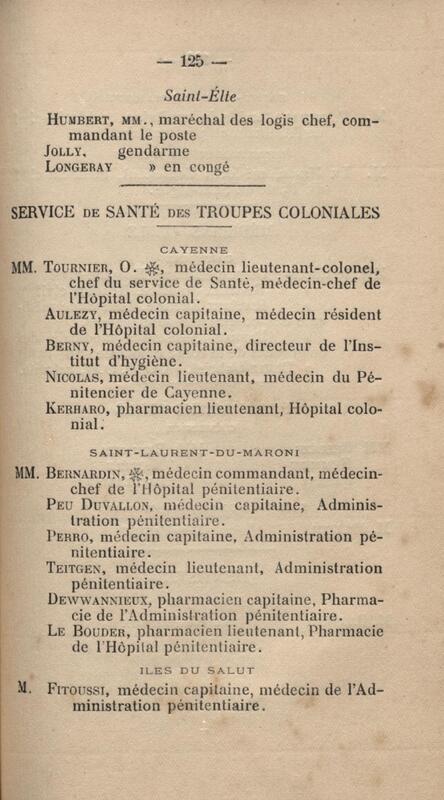 — 125 —
Saint-Élie
HUMBERT, MM., maréchal des logis chef, com-
mandant le poste
JOLLY, gendarme
LONGERAY » en congé
SERVICE DE SANTÉ DES TROUPES COLONIALES
CAYENNE
MM. TOURNIER, O. ✻, médecin lieutenant-colonel,
chef du service de Santé, médecin-chef de
l'Hôpital colonial.
AULEZY, médecin capitaine, médecin résident
de l'Hôpital colonial.
BERNY, médecin capitaine, directeur de l'Ins-
titut d'hygiène.
NICOLAS, médecin lieutenant, médecin du Pé-
nitencier de Cayenne.
KERHARO, pharmacien lieutenant, Hôpital colo-
nial.
SAINT-LAURENT-DU-MARONI
MM. BERNARDIN, ✻, médecin commandant, médecin-
chef de l'Hôpital pénitentiaire.
PEU DUVALLON, médecin capitaine, Adminis-
tration pénitentiaire.
PERRO, médecin capitaine, Administration pé-
nitentiaire.
TEITGEN, médecin lieutenant, Administration
pénitentiaire.
DEWWANNIEUX, pharmacien capitaine, Pharma-
cie de l'Administration pénitentiaire.
LE BOUDER, pharmacien lieutenant, Pharmacie
de l'Hôpital pénitentiaire.
ILES DU SALUT
M. FITOUSSI, médecin capitaine, médecin de l'Ad-
ministration pénitentiaire.